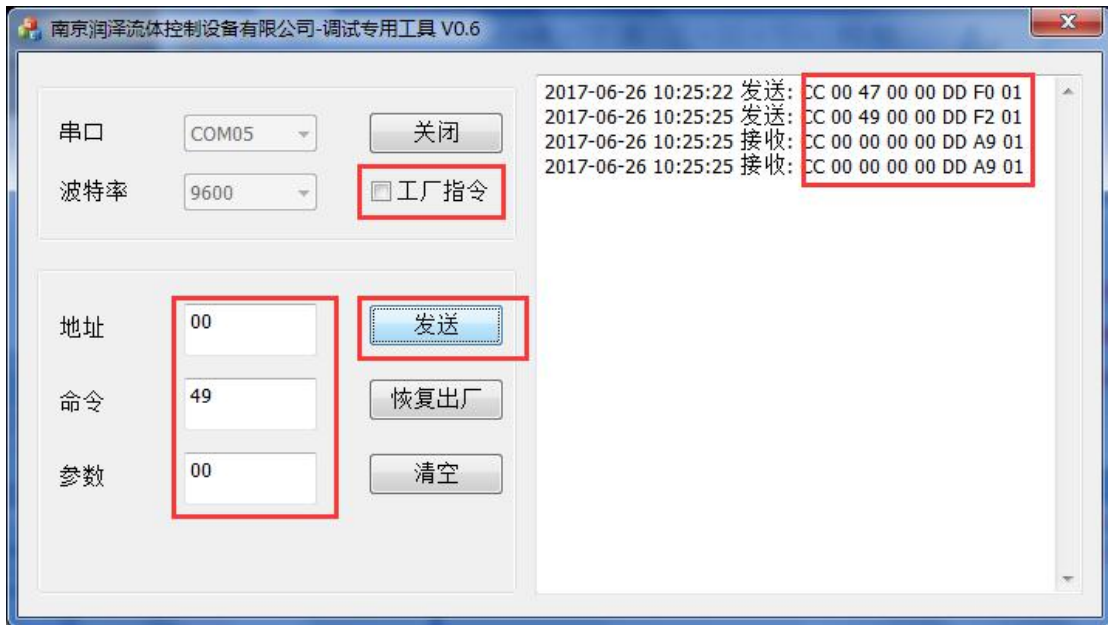 南京润泽流体控制设备有限公司-调试专用工具 V0.6
串口
COM05
关闭
波特率
9600
工厂指令
地址
00
发送
命令
49
恢复出厂
参数
00
清空
2017-06-26 10:25:22 发送: CC 00 47 00 00 DD F0 01
2017-06-26 10:25:25 发送: CC 00 49 00 00 DD F2 01
2017-06-26 10:25:25 接收: CC 00 00 00 00 DD A9 01
2017-06-26 10:25:25 接收: CC 00 00 00 00 DD A9 01